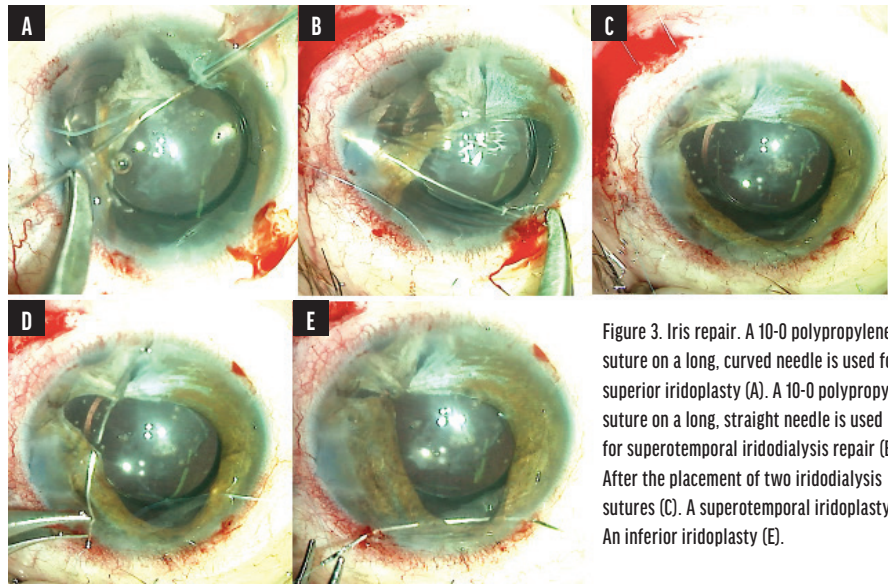 A
B
C
D
E
Figure 3. Iris repair. A 10-0 polypropylene
suture on a long, curved needle is used fo
superior iridoplasty (A). A 10-0 polypropy
suture on a long, straight needle is used
for superotemporal iridodialysis repair (
After the placement of two iridodialysis
sutures (C). A superotemporal iridoplasty
An inferior iridoplasty (E).